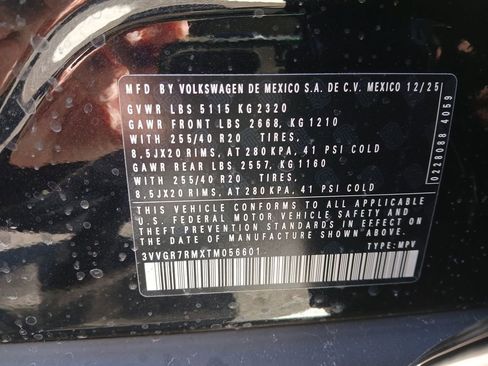 MFD BY VOLKSWAGEN DE MEXICO S.A. DE C.V. MEXICO 12/25
GVWR LBS 5115 KG 2320
GAWR FRONT LBS 2668, KG 1210
WITH 255/40 R20 TIRES,
8,5JX20 RIMS, AT 280 KPA, 41 PSI COLD
GAWR REAR LBS 2557, KG 1160
WITH 255/40 R20 TIRES,
8,5JX20 RIMS, AT 280 KPA, 41 PSI COLD
THIS VEHICLE CONFORMS TO ALL APPLICABLE
U.S. FEDERAL MOTOR VEHICLE SAFETY AND
THEFT PREVENTION STANDARDS IN EFFECT ON
THE DATE OF MANUFACTURE SHOWN ABOVE.
3VVGR7RMXTM056601
TYPE: MPV
0228088 4059